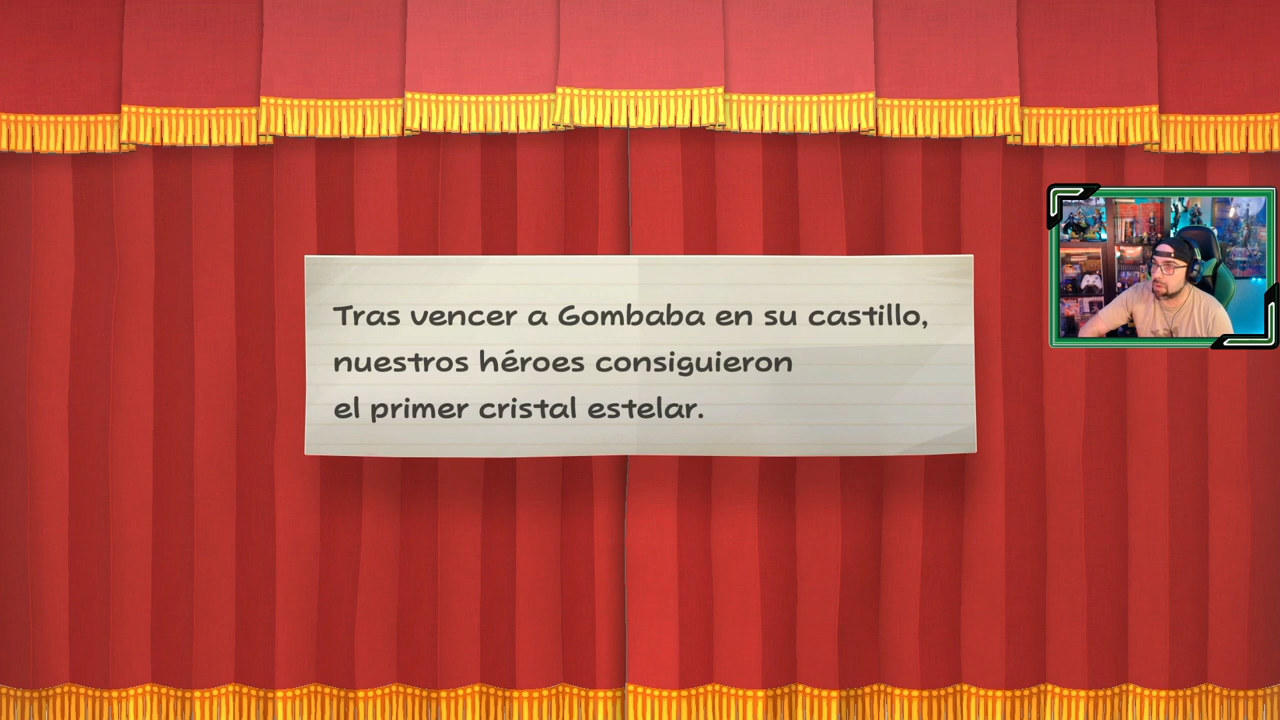 Tras vencer a Gombaba en su castillo,
nuestros héroes consiguieron
el primer cristal estelar.